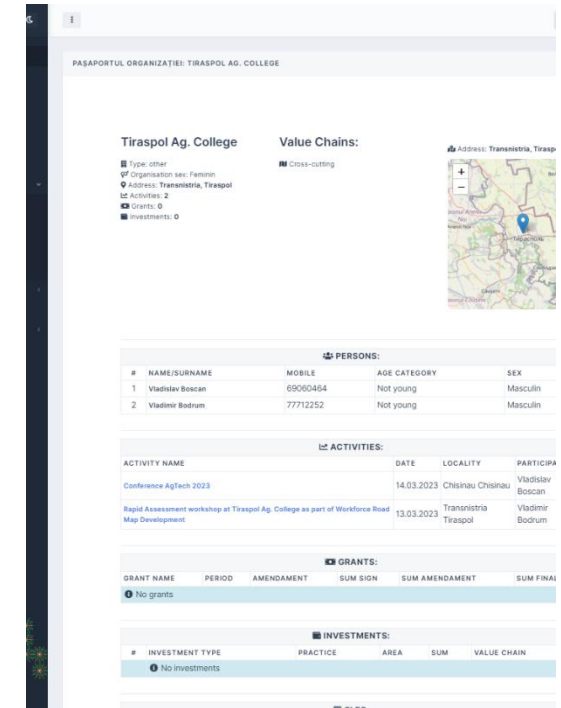 PAȘAPORTUL ORGANIZAȚIEI: TIRASPOL AG. COLLEGE
Tiraspol Ag. College
Type: other
Organisation sex: Feminin
Address: Transnistria, Tiraspol
Activities: 2
Grants: 0
Investments: 0
Value Chains:
Cross-cutting
Address: Transnistria, Tirasp
+
−
Тирасполь
PERSONS:
# NAME/SURNAME MOBILE AGE CATEGORY SEX
1 Vladislav Boscan 69060464 Not young Masculin
2 Vladimir Bodrum 77712252 Not young Masculin
ACTIVITIES:
ACTIVITY NAME DATE LOCALITY PARTICIPA
Conference AgTech 2023 14.03.2023 Chisinau Chisinau Vladislav Boscan
Rapid Assessment workshop at Tiraspol Ag. College as part of Workforce Road
Map Development 13.03.2023 Transnistria Tiraspol Vladimir Bodrum
GRANTS:
GRANT NAME PERIOD AMENDAMENT SUM SIGN SUM AMENDAMENT SUM FINAL
No grants
INVESTMENTS:
# INVESTMENT TYPE PRACTICE AREA SUM VALUE CHAIN
No investments